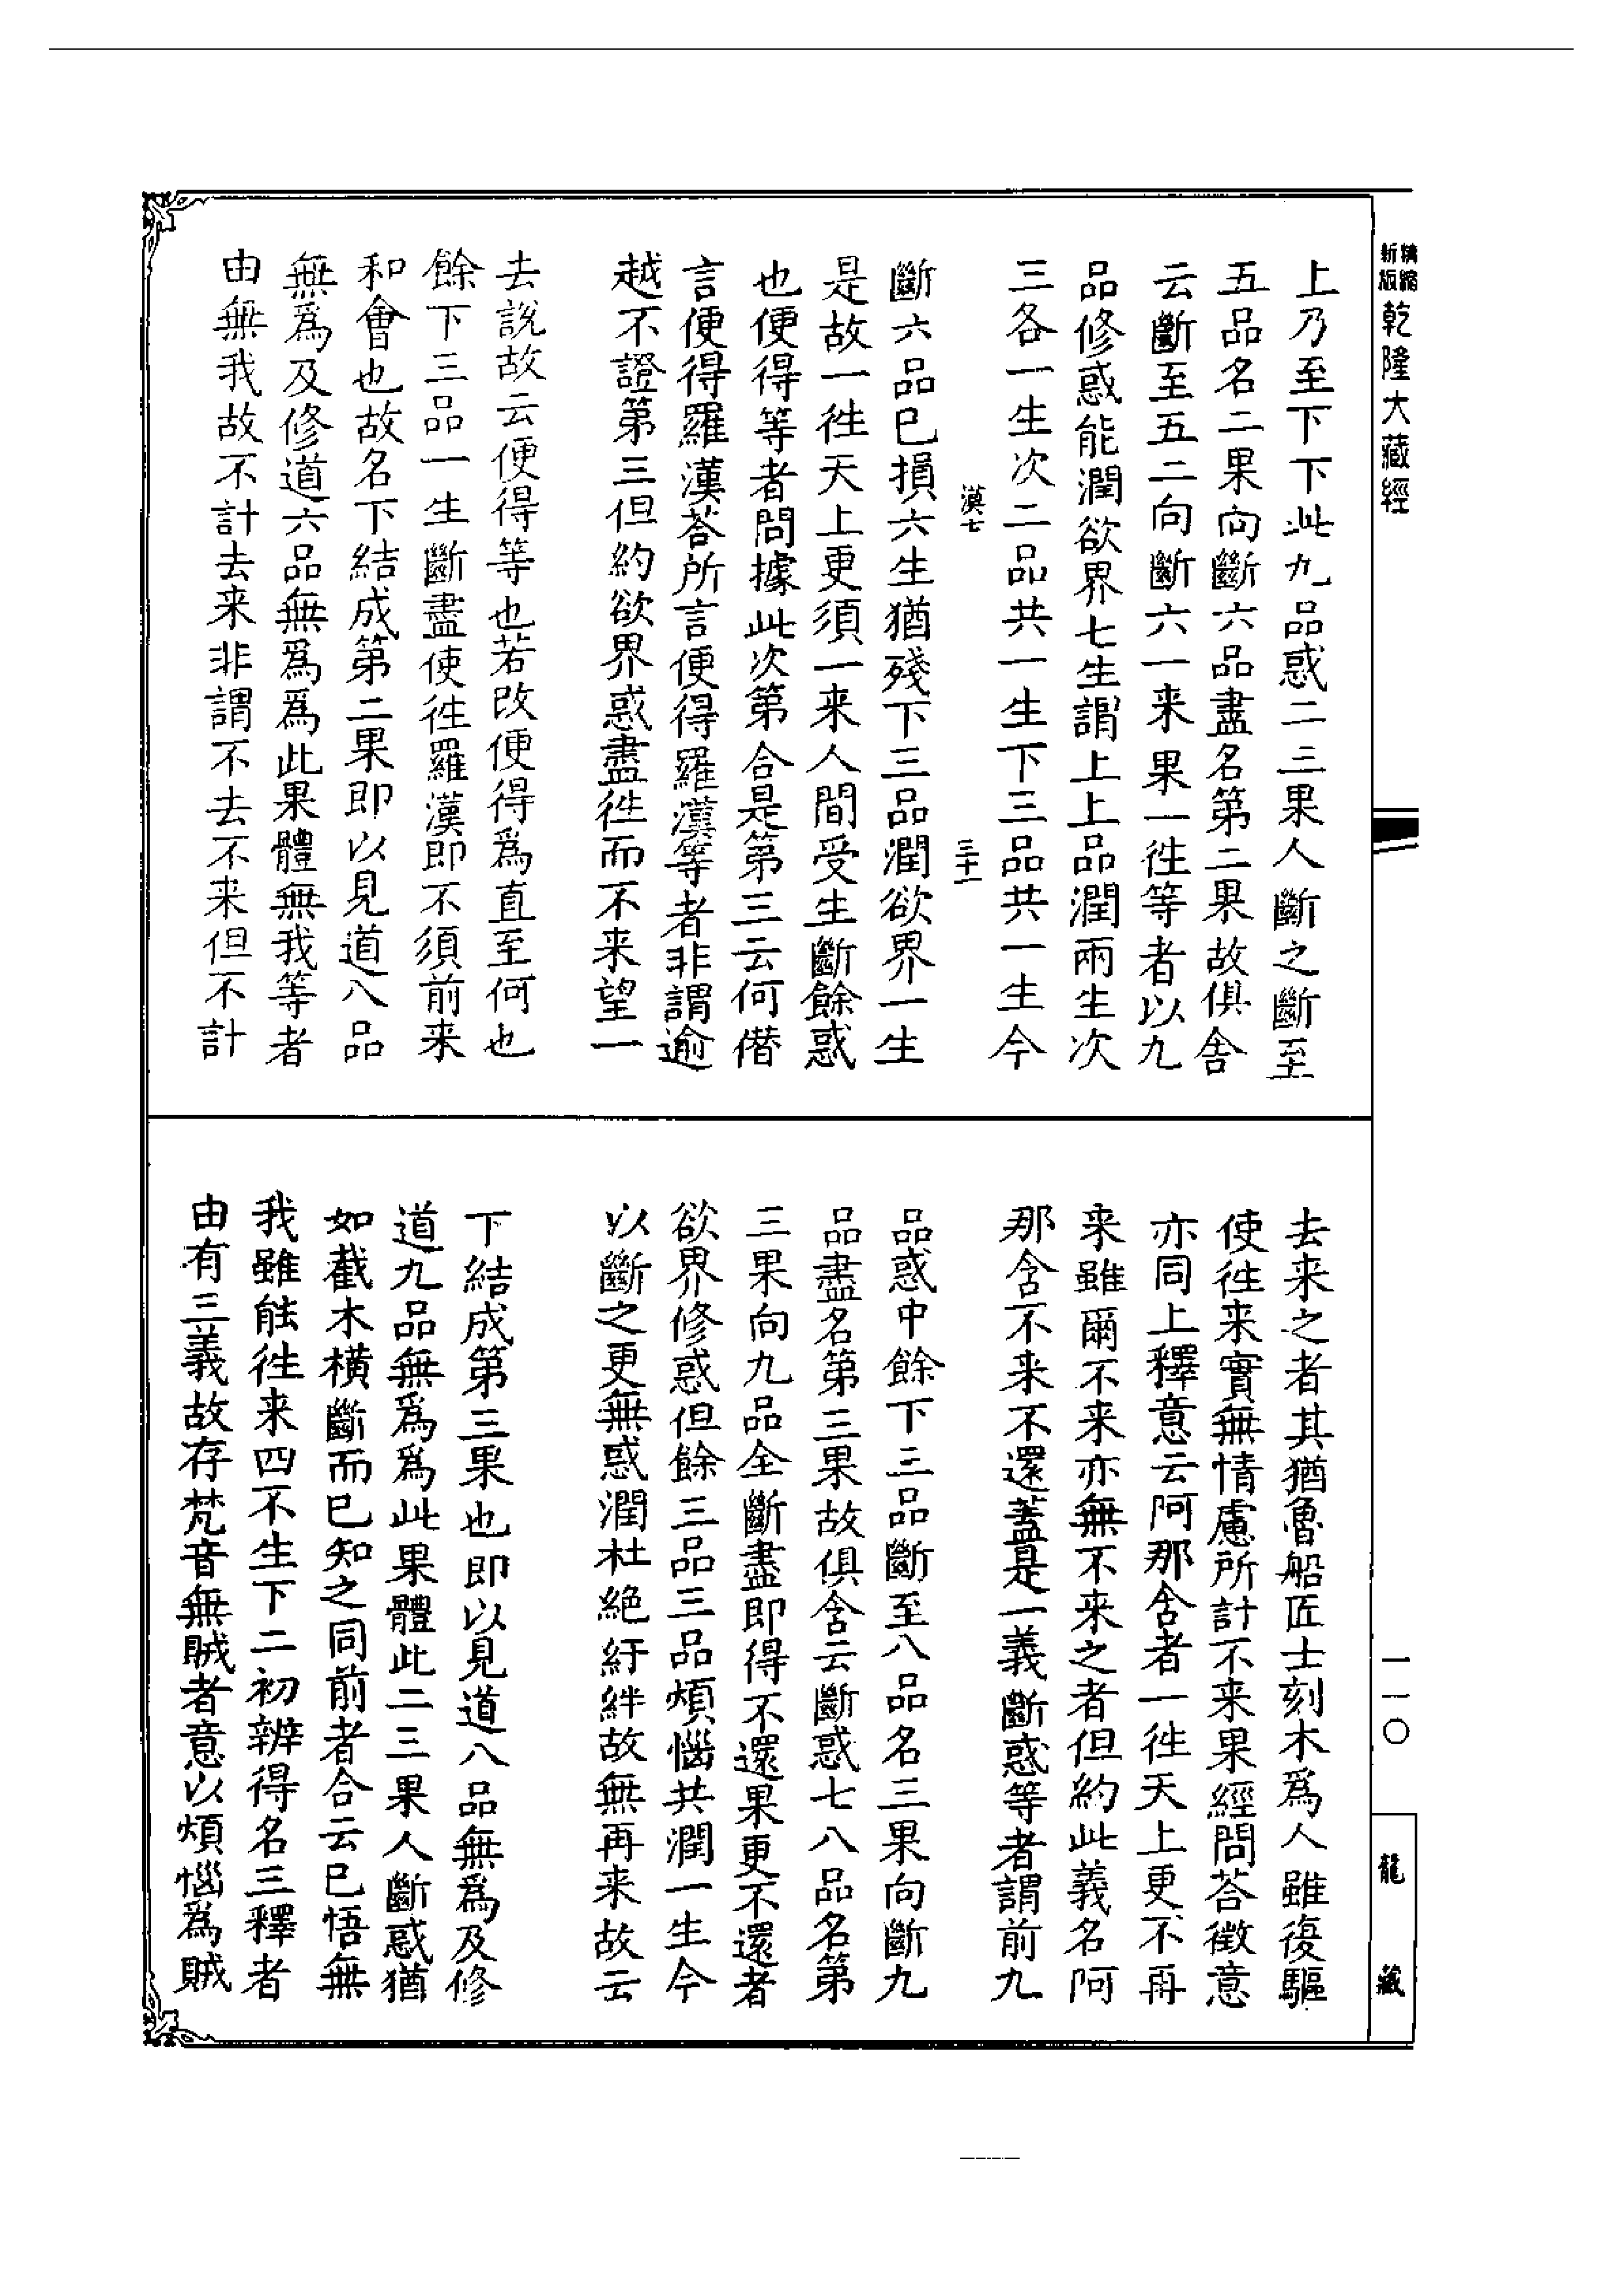 精縮
新版
乾隆大藏經
上乃至下下此九品惑二三果人斷之斷至
五品名二果向斷六品盡名第二果故俱舍
云斷至五二向斷六一来果一徃等者以九
品修惑能潤欲界七生謂上上品潤兩生次
三各一生次二品共一生下三品共一生今
漠七
三十一
斷六品已損六生猶殘下三品潤欲界一生
是故一徃天上更須一来人間受生斷餘惑
也便得等者問據此次第合是第三云何僣
言便得羅漢荅所言便得羅漢等者非謂逾
越不證第三但約欲界惑盡徃而不来望一
去說故云便得等也若改便得為直至何也
餘下三品一生斷盡使徃羅漢即不須前来
和會也故名下結成第二果即以見道八品
無爲及修道六品無爲爲此果體無我等者
由無我故不計去来非謂不去不来但不計
去来之者其猶魯船匠士刻木爲人雖復驅
使徃来實無情慮所計不来果經問荅徴意
亦同上釋意云阿那含者一徃天上更不再
来雖爾不来亦無不来之者但約此義名阿
那含不来不還蓋是一義斷惑等者謂前九
品惑中餘下三品斷至八品名三果向斷九
品盡名第三果故俱含云斷惑七八品名第
三果向九品全斷盡即得不還果更不還者
欲界修惑但餘三品三品煩惱共潤一生今
以斷之更無惑潤杜絶紆絆故無再来故云
下結成第三果也即以見道八品無爲及修
道九品無爲爲此果體此二三果人斷惑猶
如截木横斷而已知之同前者合云已悟無
我雖能徃来四不生下二初辨得名三釋者
由有三義故存梵音無賊者意以煩惱爲賊
一一〇
龍藏